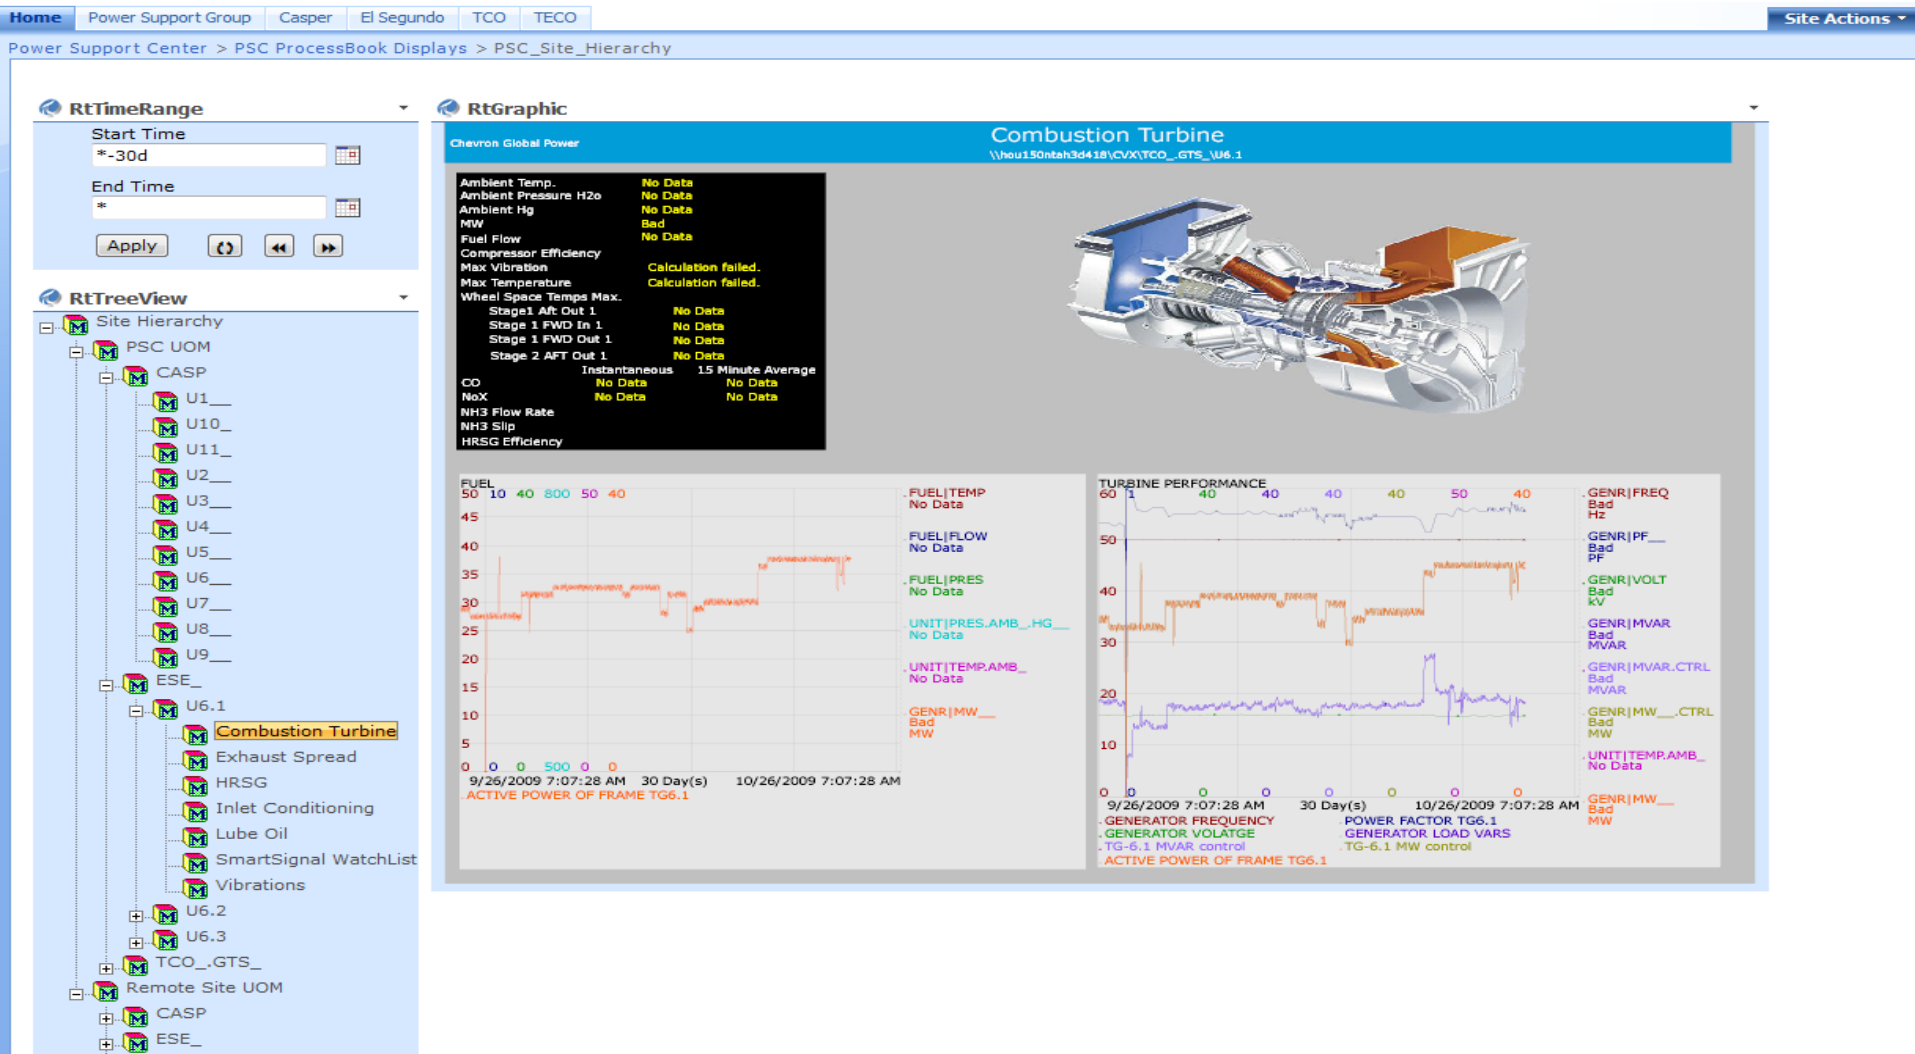 Home Power Support Group Casper El Segundo TCO TECO Site Actions
Power Support Center > PSC ProcessBook Displays > PSC_Site_Hierarchy
RtTimeRange
Start Time
*-30d
End Time
*
Apply
RtTreeView
Site Hierarchy
PSC UOM
CASP
U1__
U10_
U11_
U2__
U3__
U4__
U5__
U6__
U7__
U8__
U9__
ESE_
U6.1
Combustion Turbine
Exhaust Spread
HRSG
Inlet Conditioning
Lube Oil
SmartSignal WatchList
Vibrations
U6.2
U6.3
TCO_.GTS_
Remote Site UOM
CASP
ESE_
RtGraphic
Chevron Global Power
Combustion Turbine
\\hou150ntah3d418\CVX\TCO_.GTS_\U6.1
Ambient Temp. No Data
Ambient Pressure H2o No Data
Ambient Hg No Data
MW Bad
Fuel Flow No Data
Compressor Efficiency
Max Vibration Calculation failed.
Max Temperature Calculation failed.
Wheel Space Temps Max.
Stage1 Aft Out 1 No Data
Stage 1 FWD In 1 No Data
Stage 1 FWD Out 1 No Data
Stage 2 AFT Out 1 No Data
Instantaneous 15 Minute Average
CO No Data No Data
NoX No Data No Data
NH3 Flow Rate
NH3 Slip
HRSG Efficiency
FUEL
50 10 40 800 50 40
45
40
35
30
25
20
15
10
5
0 0 0 500 0 0
9/26/2009 7:07:28 AM 30 Day(s) 10/26/2009 7:07:28 AM
.ACTIVE POWER OF FRAME TG6.1
.FUEL|TEMP
No Data
.FUEL|FLOW
No Data
.FUEL|PRES
No Data
.UNIT|PRES.AMB_.HG__
No Data
.UNIT|TEMP.AMB_
No Data
GENR|MW__
Bad
MW
TURBINE PERFORMANCE
60 1 40 40 40 40 50 40
50
40
30
20
10
0 0 0 0 0 0 0 0
9/26/2009 7:07:28 AM 30 Day(s) 10/26/2009 7:07:28 AM
.GENERATOR FREQUENCY .POWER FACTOR TG6.1
.GENERATOR VOLATGE .GENERATOR LOAD VARS
.TG-6.1 MVAR control .TG-6.1 MW control
.ACTIVE POWER OF FRAME TG6.1
.GENR|FREQ
Bad
Hz
.GENR|PF__
Bad
PF
.GENR|VOLT
Bad
kV
.GENR|MVAR
Bad
MVAR
.GENR|MVAR.CTRL
Bad
MVAR
.GENR|MW__.CTRL
Bad
MW
.UNIT|TEMP.AMB_
No Data
.GENR|MW__
Bad
MW